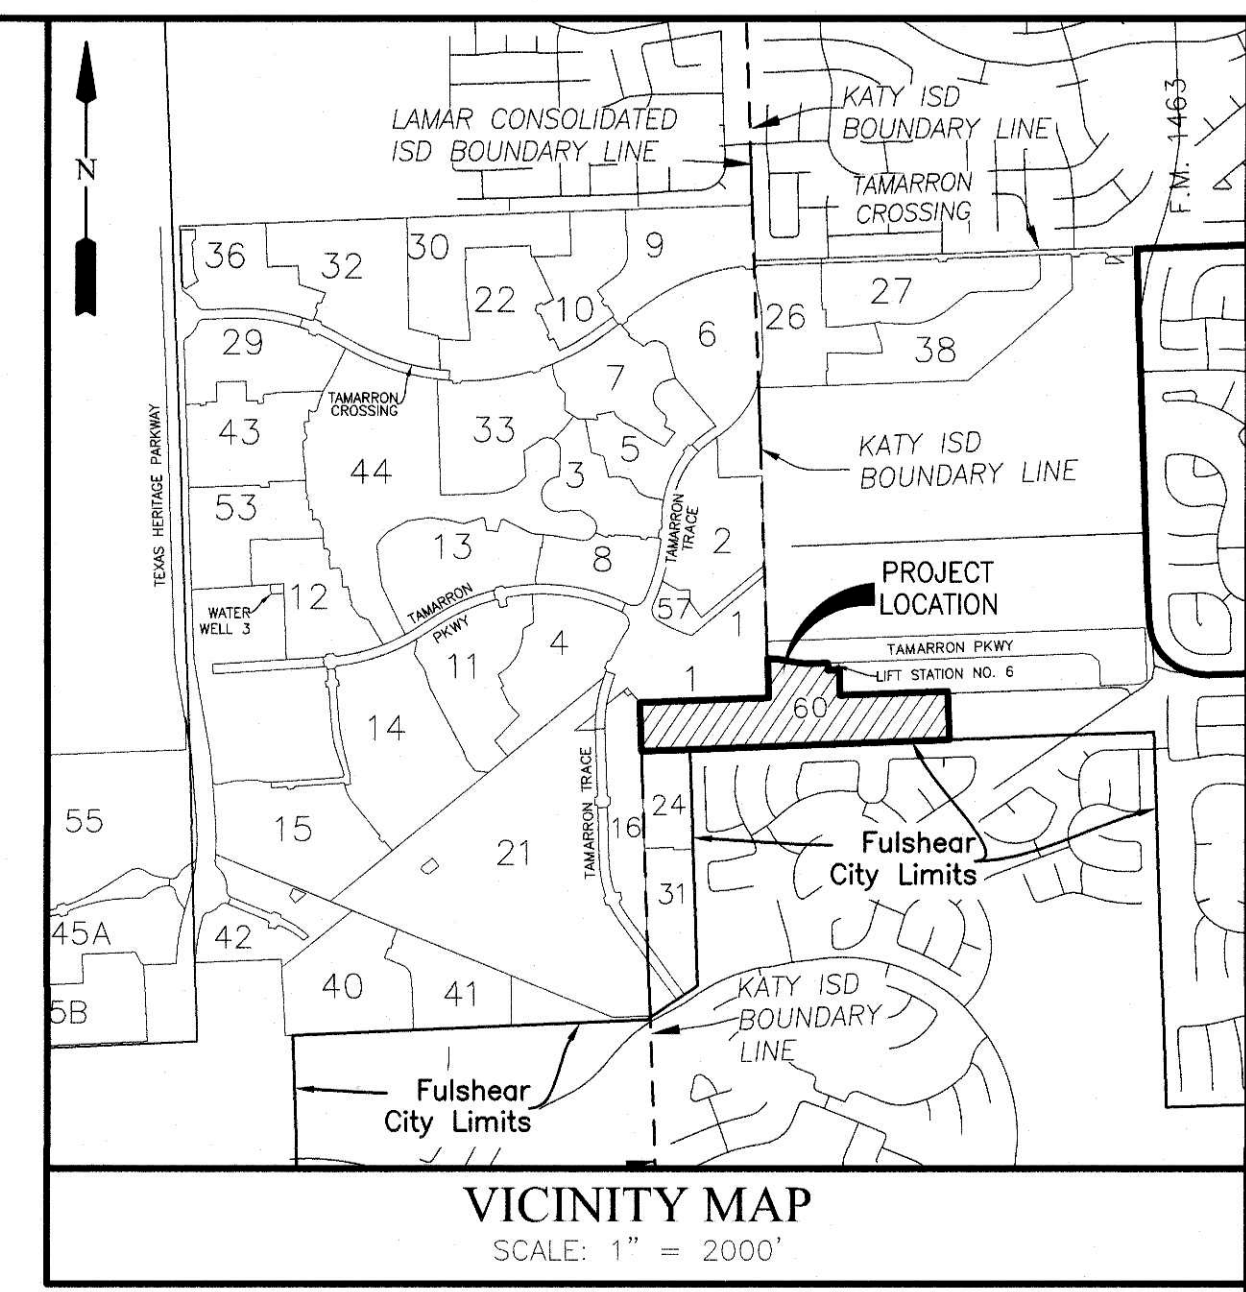 LAMAR CONSOLIDATED
ISD BOUNDARY LINE
KATY ISD
BOUNDARY LINE
TAMARRON
CROSSING
F.M. 1463
N
36
32
30
9
22
10
29
7
6
26
27
38
TAMARRON
CROSSING
TEXAS HERITAGE PARKWAY
43
33
5
3
44
KATY ISD
BOUNDARY LINE
53
13
8
TAMARRON
TRACE
2
PROJECT
LOCATION
12
WATER
WELL 3
TAMARRON
PKWY
57
1
4
11
1
TAMARRON PKWY
LIFT STATION NO. 6
60
14
TAMARRON TRACE
55
15
21
16
24
31
Fulshear
City Limits
45A
42
5B
40
41
KATY ISD
BOUNDARY
LINE
Fulshear
City Limits
VICINITY MAP
SCALE: 1" = 2000'